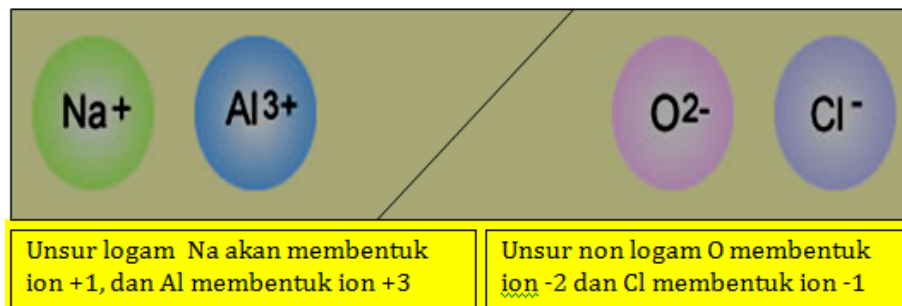 Na+
Al3+
O2-
Cl-
Unsur logam  Na akan membentuk
ion +1, dan Al membentuk ion +3
Unsur non logam O membentuk
ion -2 dan Cl membentuk ion -1